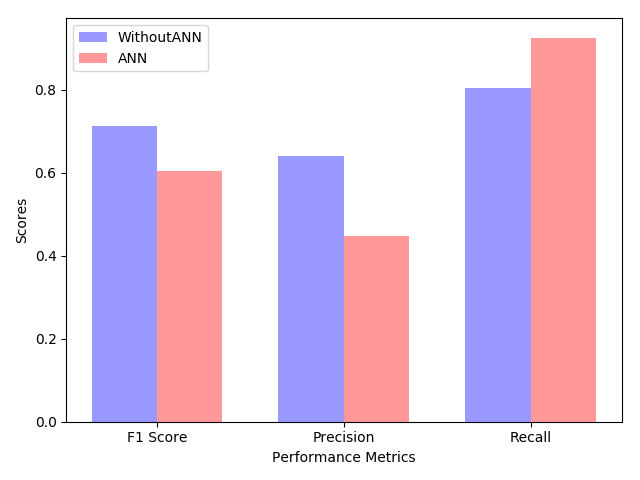 WithoutANN
ANN
0.8
0.6
0.4
0.2
0.0
Scores
F1 Score Precision Recall
Performance Metrics